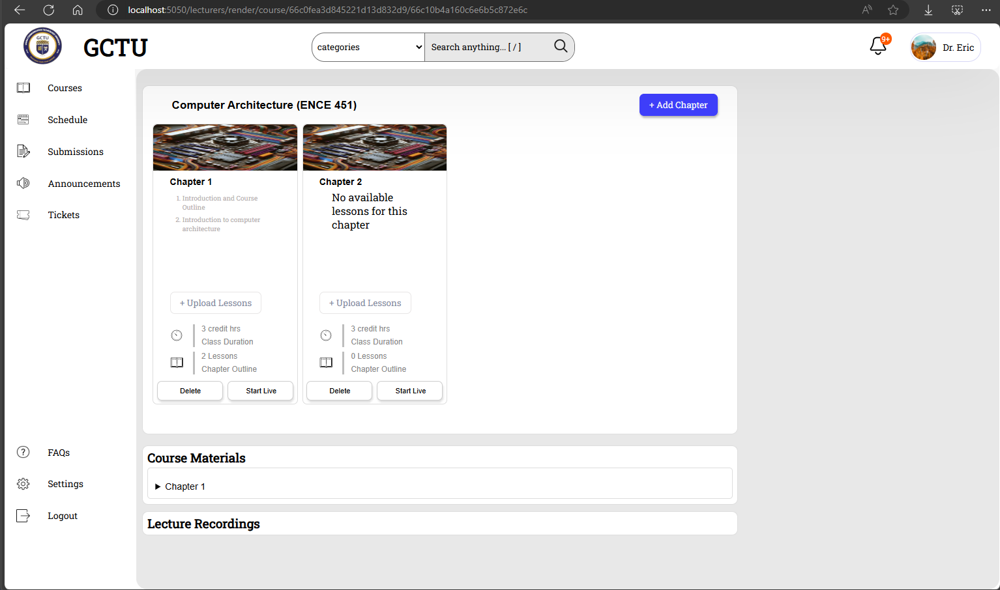 localhost:5050/lecturers/render/course/66c0fea3d845221d13d832d9/66c10b4a160c6e6b5c872e6c
GCTU
GCTU
categories
Search anything... [ / ]
9+
Dr. Eric
Courses
Schedule
Submissions
Announcements
Tickets
FAQs
Settings
Logout
Computer Architecture (ENCE 451)
+ Add Chapter
Chapter 1
1. Introduction and Course
Outline
2. Introduction to computer
architecture
+ Upload Lessons
3 credit hrs
Class Duration
2 Lessons
Chapter Outline
Delete
Start Live
Chapter 2
No available
lessons for this
chapter
+ Upload Lessons
3 credit hrs
Class Duration
0 Lessons
Chapter Outline
Delete
Start Live
Course Materials
Chapter 1
Lecture Recordings